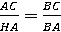 AC/HA = BC/BA